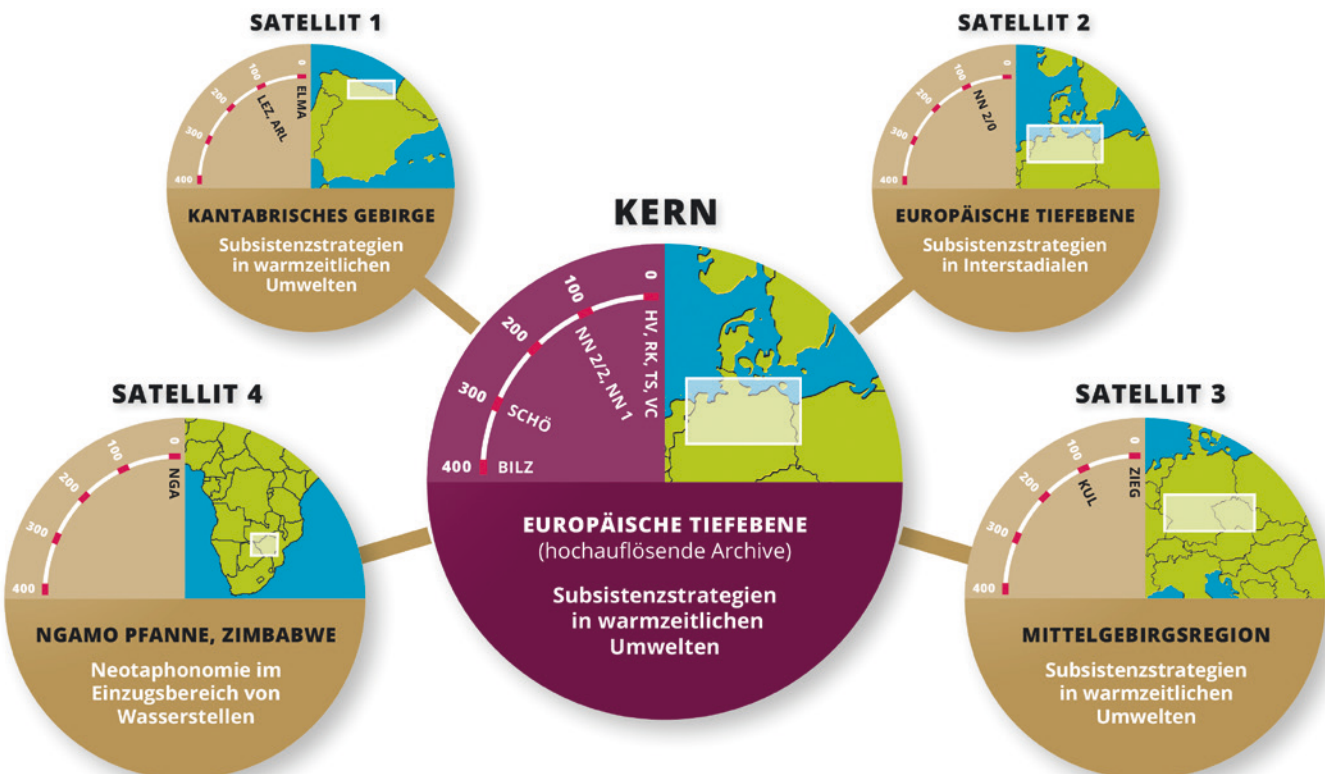 SATELLIT 1
0
100
200
300
400
ELMA
LEZ, ARL
KANTABRISCHES GEBIRGE
Subsistenzstrategien
in warmzeitlichen
Umwelten
SATELLIT 2
0
100
200
300
400
NN 2/0
EUROPÄISCHE TIEFEBENE
Subsistenzstrategien
in Interstadialen
KERN
0
100
200
300
400
HV, RK, TS, VC
NN 2/2, NN 1
SCHÖ
BILZ
EUROPÄISCHE TIEFEBENE
(hochauflösende Archive)
Subsistenzstrategien
in warmzeitlichen
Umwelten
SATELLIT 4
0
100
200
300
400
NGA
NGAMO PFANNE, ZIMBABWE
Neotaphonomie im
Einzugsbereich von
Wasserstellen
SATELLIT 3
0
100
200
300
400
ZIEG
KUL
MITTELGEBIRGSREGION
Subsistenzstrategien
in warmzeitlichen
Umwelten